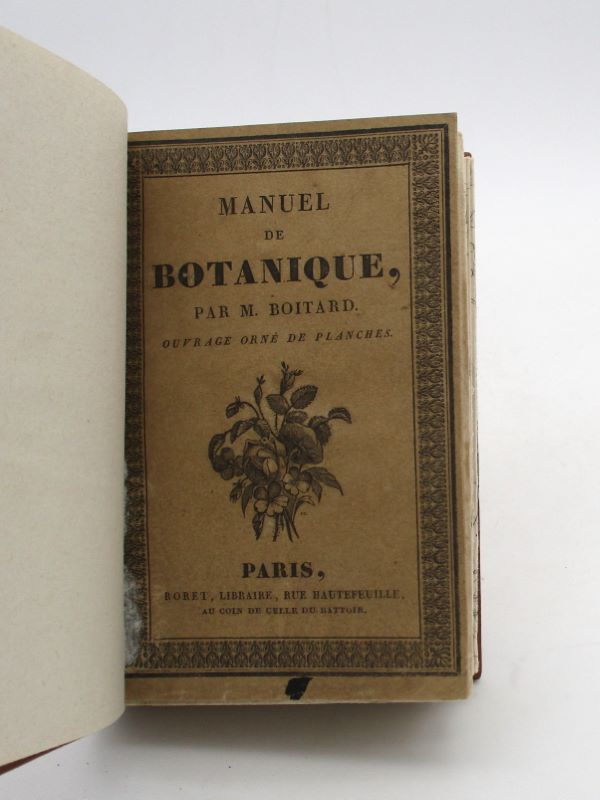 MANUEL
DE
BOTANIQUE,
PAR M. BOITARD.
OUVRAGE ORNÉ DE PLANCHES.
PARIS,
RORET, LIBRAIRE, RUE HAUTEFEUILLE,
AU COIN DE CELLE DU BATTOIR.